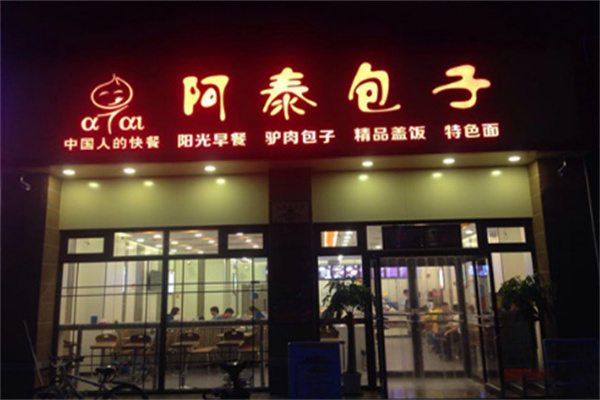 阿泰包子
αTαι
中国人的快餐 阳光早餐 驴肉包子 精品盖饭 特色面